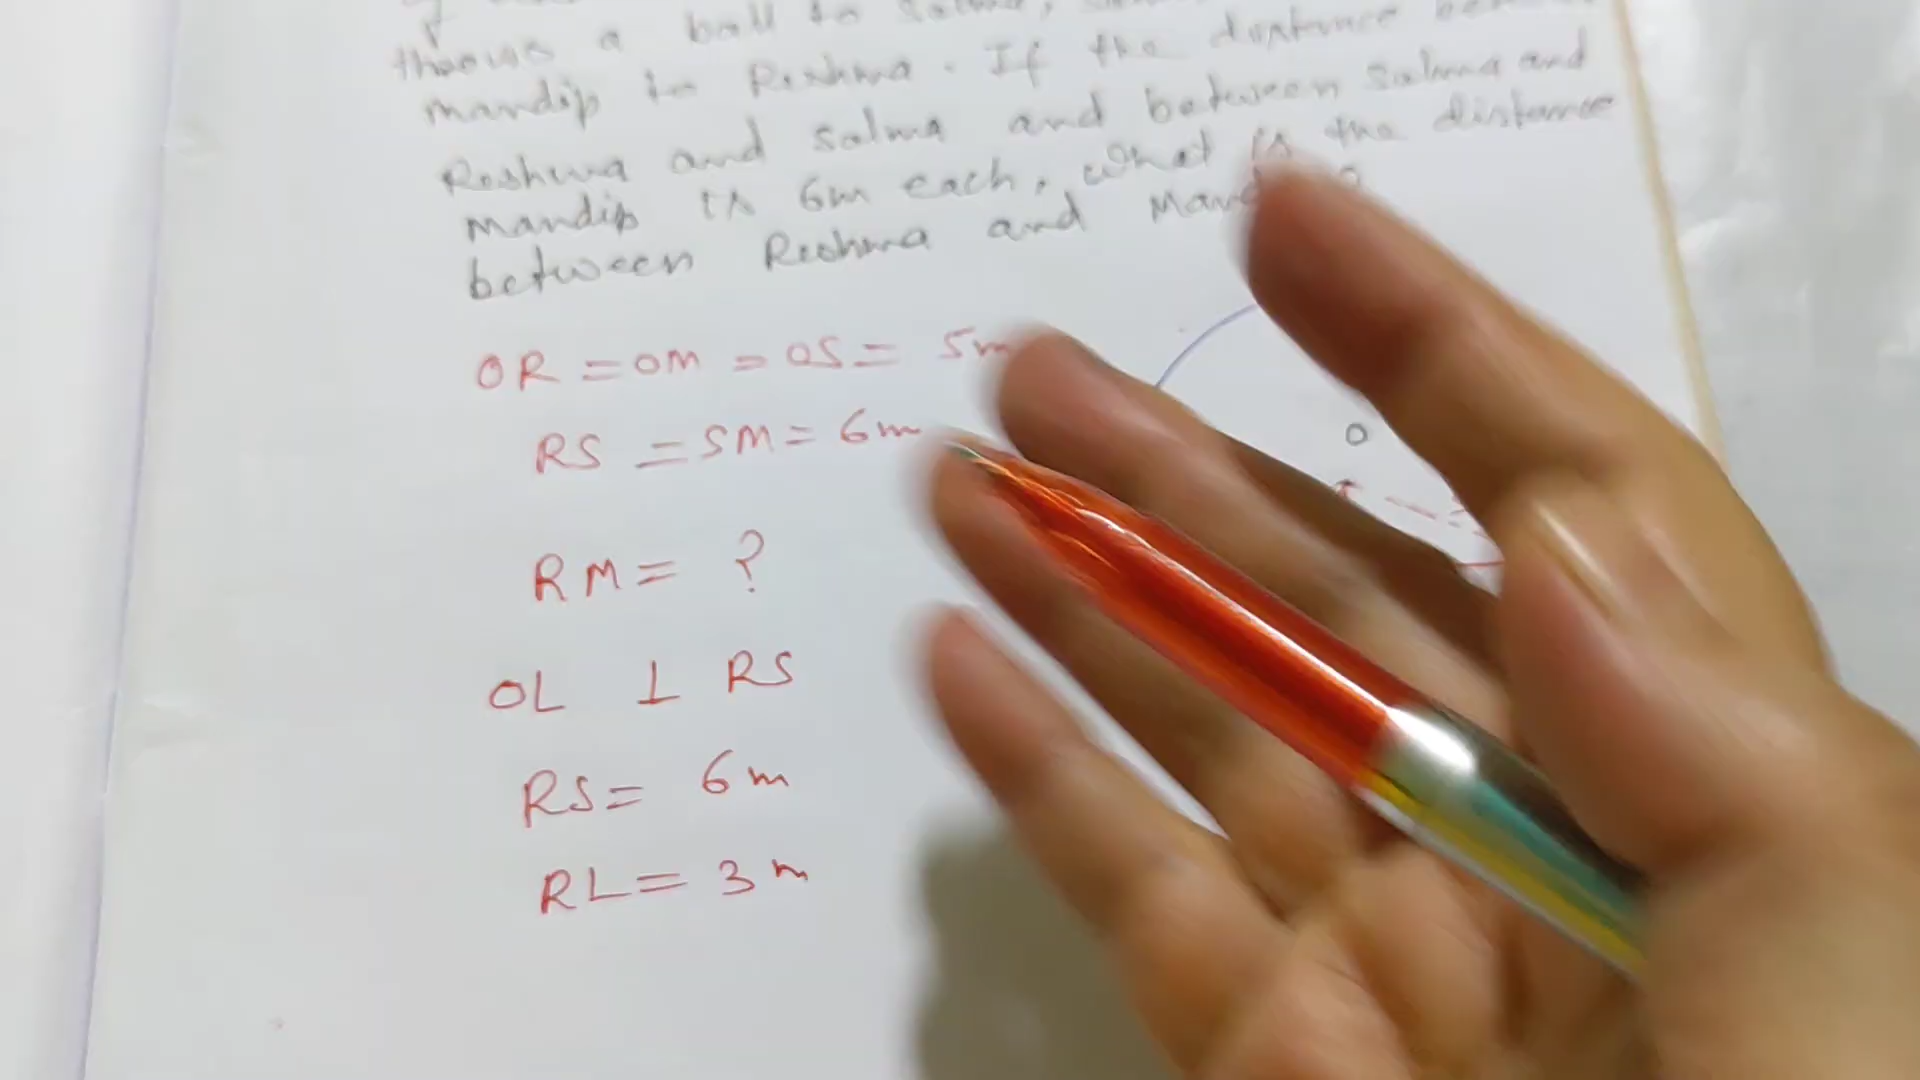 throws a ball to Salma,
mandip to Reshma. If the distance
Reshma and Salma and between Salma and
mandip is 6m each, what is the distance
between Reshma and
OR = OM = OS = 5m
RS = SM = 6m
RM = ?
OL ⊥ RS
RS = 6m
RL = 3m
O